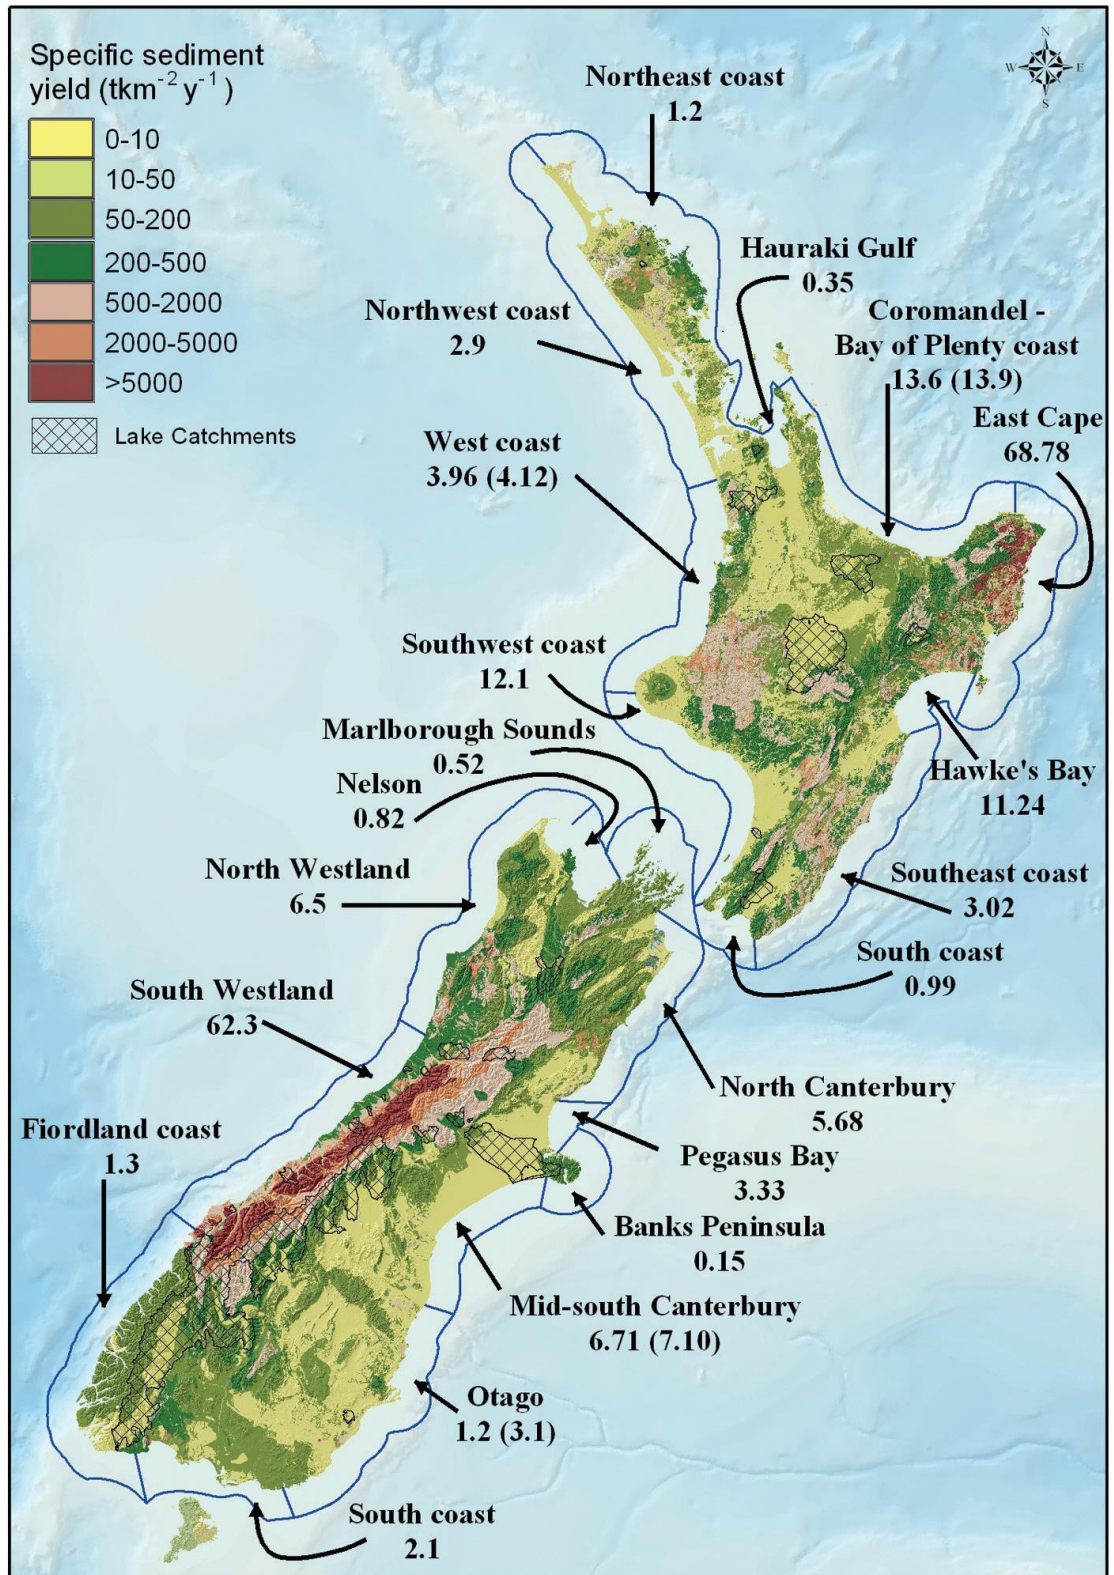 Specific sediment
yield (tkm⁻² y⁻¹)
0-10
10-50
50-200
200-500
500-2000
2000-5000
>5000
Lake Catchments
N
W
E
S
Northeast coast
1.2
Hauraki Gulf
0.35
Northwest coast
2.9
Coromandel -
Bay of Plenty coast
13.6 (13.9)
East Cape
68.78
West coast
3.96 (4.12)
Southwest coast
12.1
Marlborough Sounds
0.52
Nelson
0.82
Hawke's Bay
11.24
North Westland
6.5
Southeast coast
3.02
South coast
0.99
South Westland
62.3
North Canterbury
5.68
Fiordland coast
1.3
Pegasus Bay
3.33
Banks Peninsula
0.15
Mid-south Canterbury
6.71 (7.10)
Otago
1.2 (3.1)
South coast
2.1